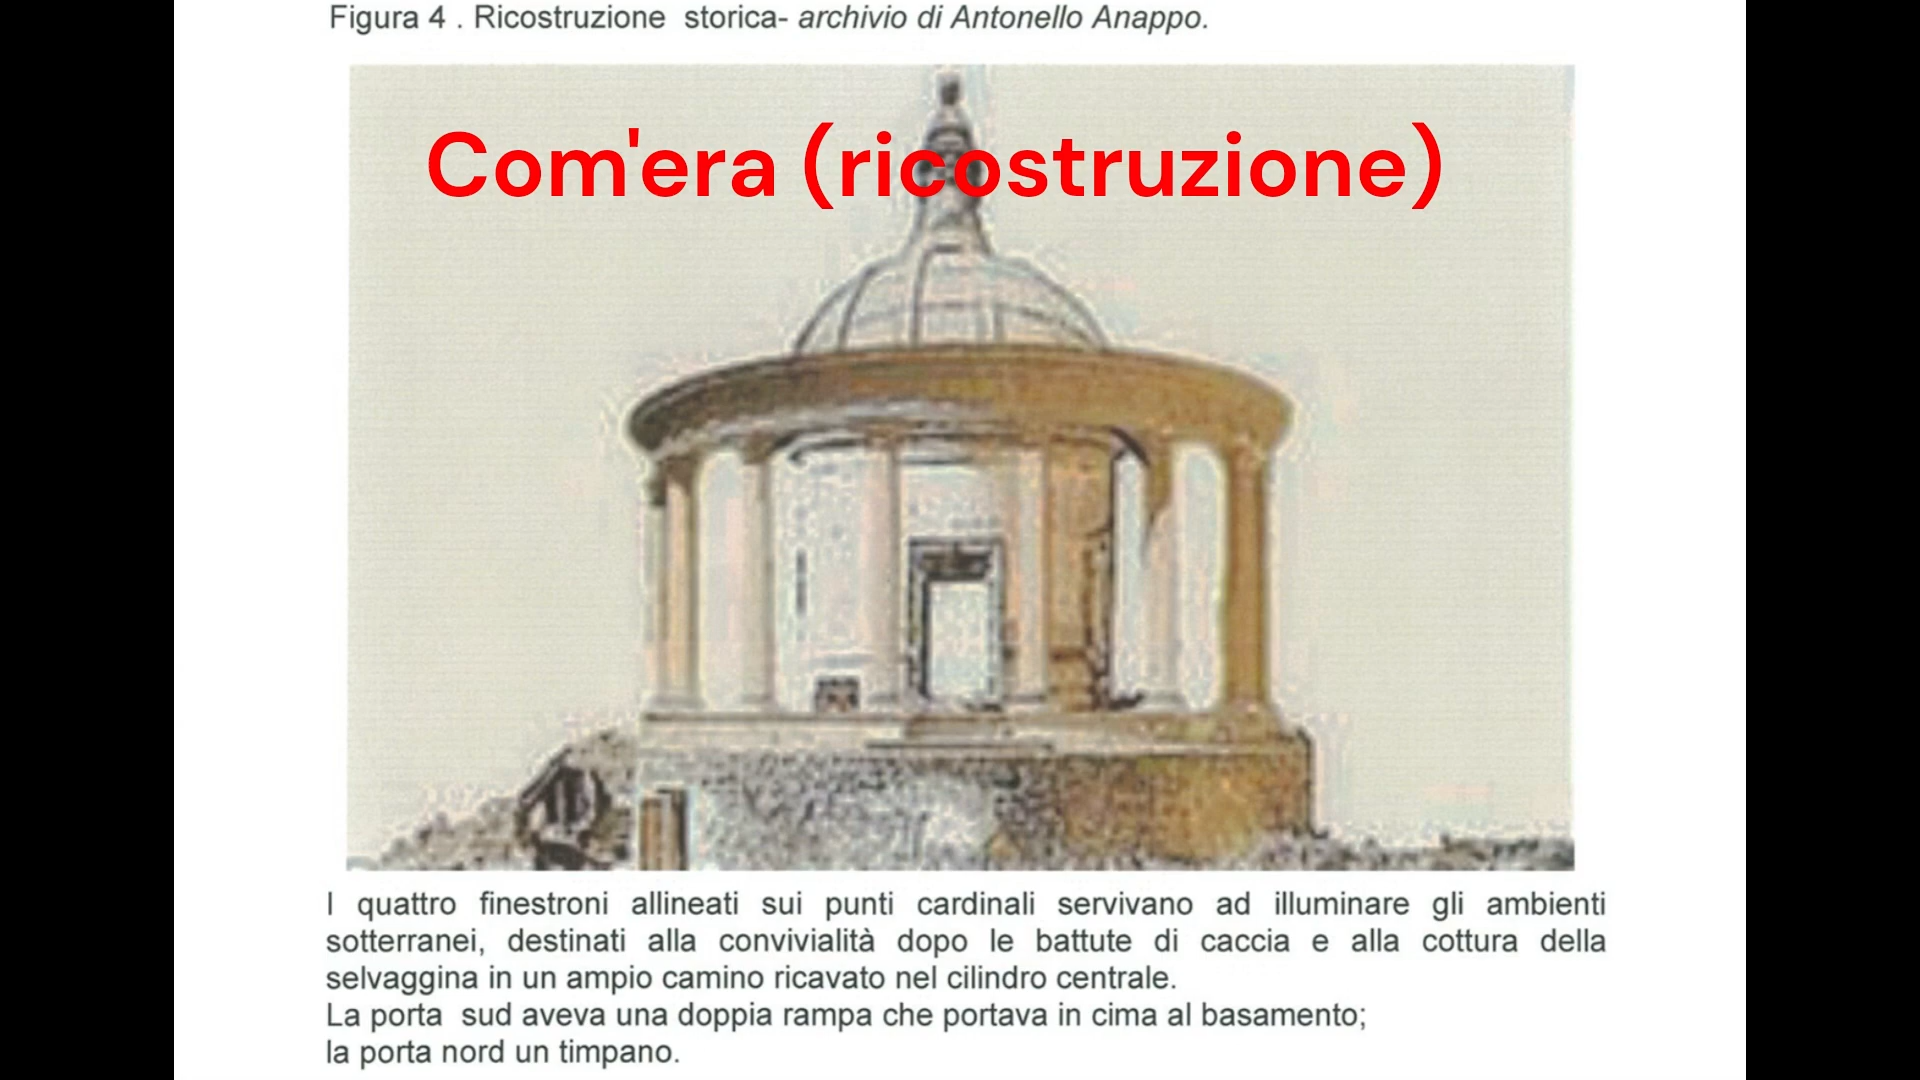 Figura 4 . Ricostruzione storica- archivio di Antonello Anappo.
Com'era (ricostruzione)
I quattro finestroni allineati sui punti cardinali servivano ad illuminare gli ambienti
sotterranei, destinati alla convivialità dopo le battute di caccia e alla cottura della
selvaggina in un ampio camino ricavato nel cilindro centrale.
La porta sud aveva una doppia rampa che portava in cima al basamento;
la porta nord un timpano.